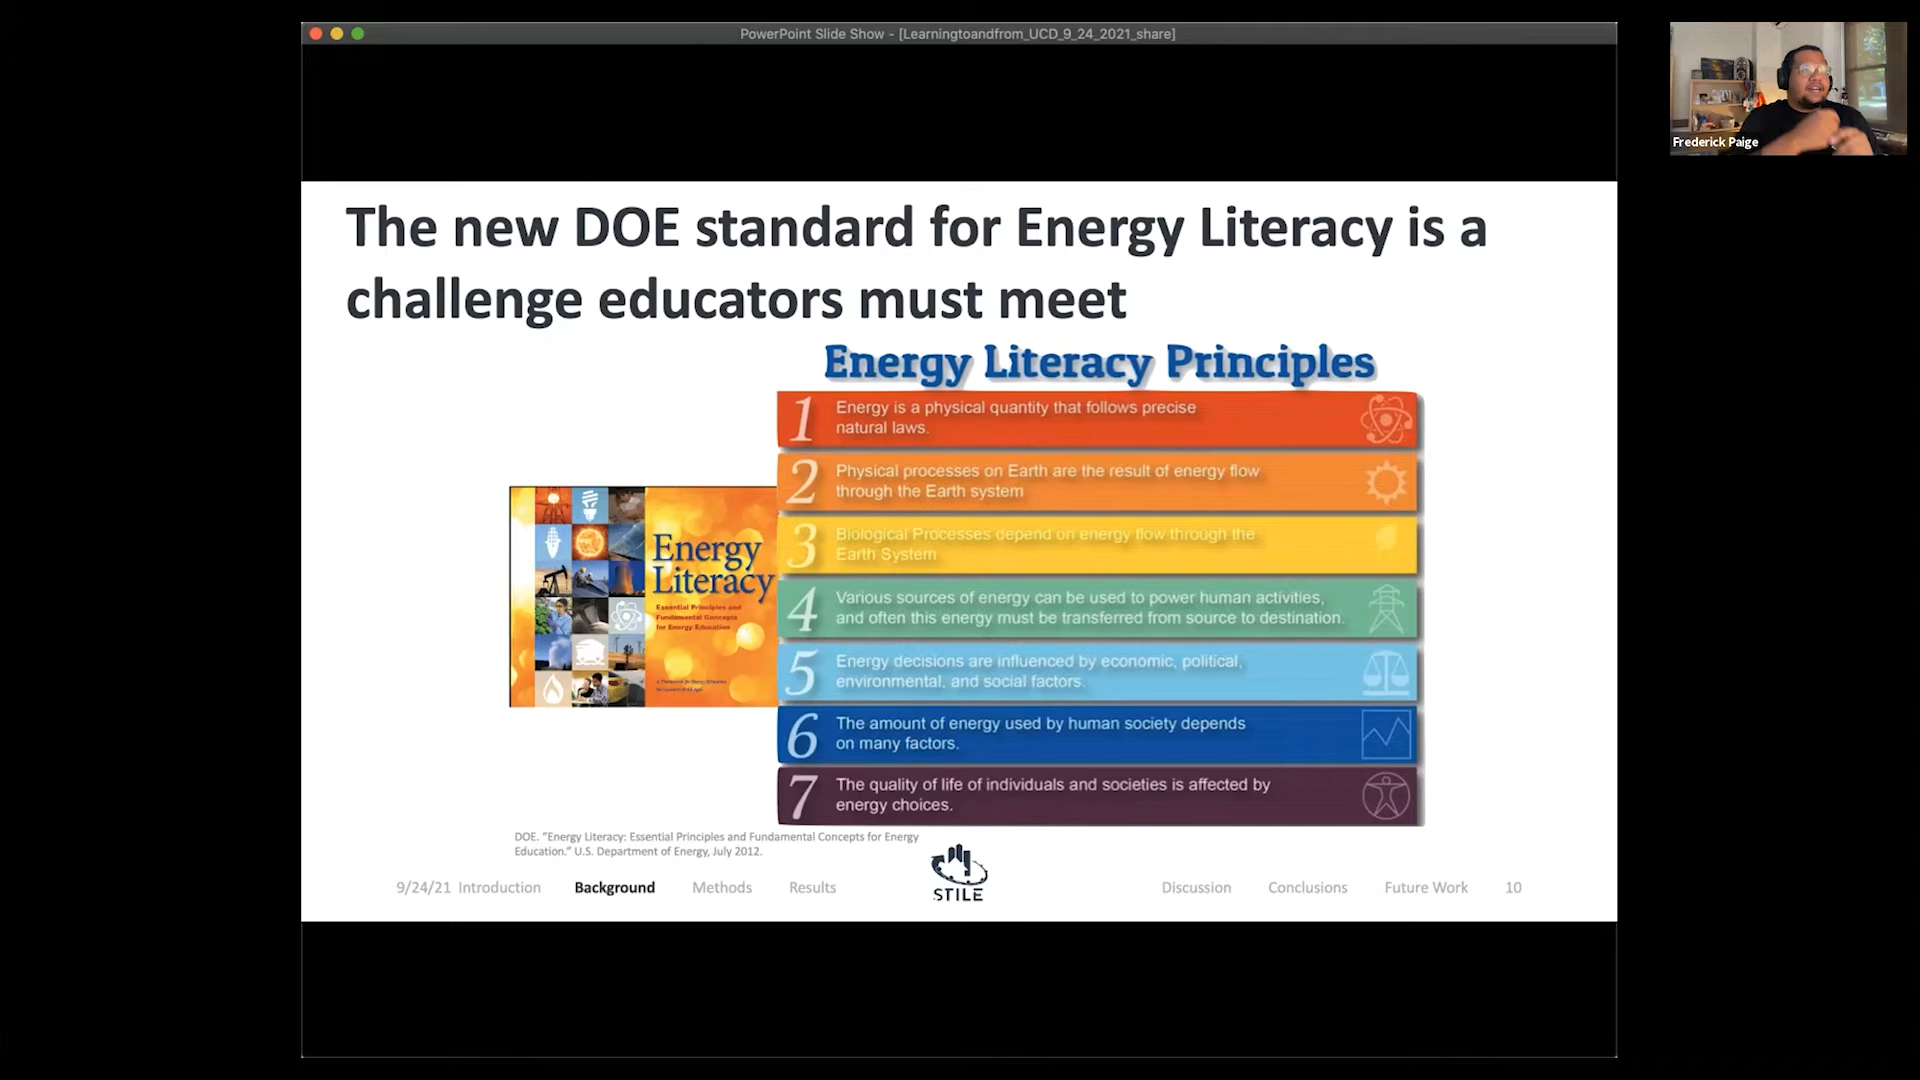 PowerPoint Slide Show - [Learningtoandfrom_UCD_9_24_2021_share]
Frederick Paige
The new DOE standard for Energy Literacy is a
challenge educators must meet
Energy Literacy Principles
1 Energy is a physical quantity that follows precise
natural laws.
2 Physical processes on Earth are the result of energy flow
through the Earth system
3 Biological Processes depend on energy flow through the
Earth System
4 Various sources of energy can be used to power human activities,
and often this energy must be transferred from source to destination.
5 Energy decisions are influenced by economic, political,
environmental, and social factors.
6 The amount of energy used by human society depends
on many factors.
7 The quality of life of individuals and societies is affected by
energy choices.
Energy
Literacy
Essential Principles and
Fundamental Concepts
for Energy Education
DOE. “Energy Literacy: Essential Principles and Fundamental Concepts for Energy
Education.” U.S. Department of Energy, July 2012.
STILE
9/24/21 Introduction Background Methods Results Discussion Conclusions Future Work 10